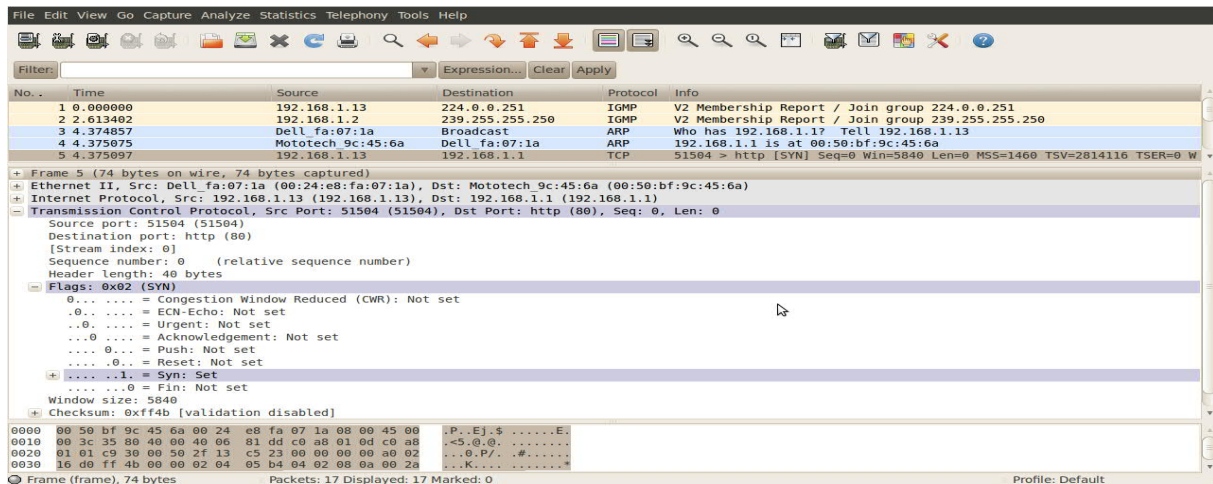 File Edit View Go Capture Analyze Statistics Telephony Tools Help
Filter: Expression... Clear Apply
No. . Time Source Destination Protocol Info
1 0.000000 192.168.1.13 224.0.0.251 IGMP V2 Membership Report / Join group 224.0.0.251
2 2.613402 192.168.1.2 239.255.255.250 IGMP V2 Membership Report / Join group 239.255.255.250
3 4.374857 Dell_fa:07:1a Broadcast ARP Who has 192.168.1.1? Tell 192.168.1.13
4 4.375075 Mototech_9c:45:6a Dell_fa:07:1a ARP 192.168.1.1 is at 00:50:bf:9c:45:6a
5 4.375097 192.168.1.13 192.168.1.1 TCP 51504 > http [SYN] Seq=0 Win=5840 Len=0 MSS=1460 TSV=2814116 TSER=0 W
+ Frame 5 (74 bytes on wire, 74 bytes captured)
+ Ethernet II, Src: Dell_fa:07:1a (00:24:e8:fa:07:1a), Dst: Mototech_9c:45:6a (00:50:bf:9c:45:6a)
+ Internet Protocol, Src: 192.168.1.13 (192.168.1.13), Dst: 192.168.1.1 (192.168.1.1)
− Transmission Control Protocol, Src Port: 51504 (51504), Dst Port: http (80), Seq: 0, Len: 0
Source port: 51504 (51504)
Destination port: http (80)
[Stream index: 0]
Sequence number: 0 (relative sequence number)
Header length: 40 bytes
− Flags: 0x02 (SYN)
0... .... = Congestion Window Reduced (CWR): Not set
.0.. .... = ECN-Echo: Not set
..0. .... = Urgent: Not set
...0 .... = Acknowledgement: Not set
.... 0... = Push: Not set
.... .0.. = Reset: Not set
+ .... ..1. = Syn: Set
.... ...0 = Fin: Not set
Window size: 5840
+ Checksum: 0xff4b [validation disabled]
0000 00 50 bf 9c 45 6a 00 24 e8 fa 07 1a 08 00 45 00 .P..Ej.$ ......E.
0010 00 3c 35 80 40 00 40 06 81 dd c0 a8 01 0d c0 a8 .<5.@.@. ........
0020 01 01 c9 30 00 50 2f 13 c5 23 00 00 00 00 a0 02 ...0.P/. .#......
0030 16 d0 ff 4b 00 00 02 04 05 b4 04 02 08 0a 00 2a ...K.... .......*
Frame (frame), 74 bytes Packets: 17 Displayed: 17 Marked: 0 Profile: Default